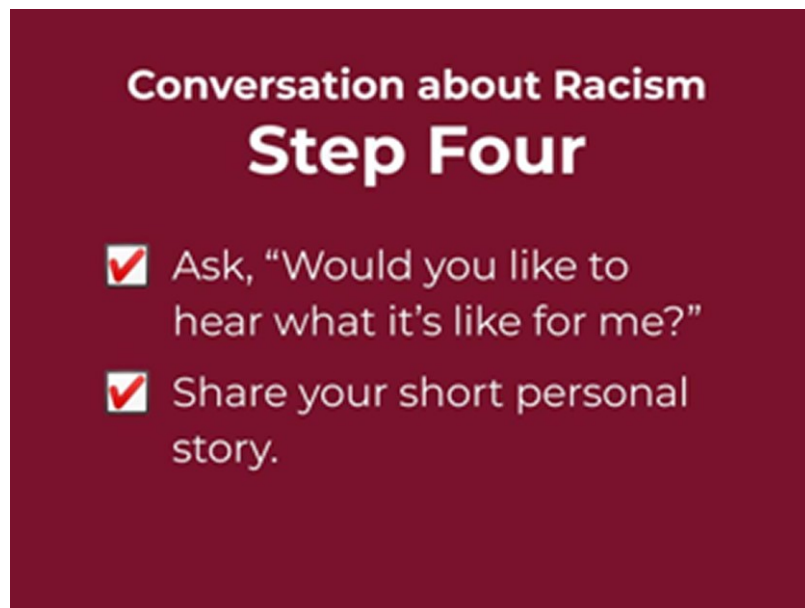 Conversation about Racism
Step Four
Ask, “Would you like to
hear what it’s like for me?”
Share your short personal
story.